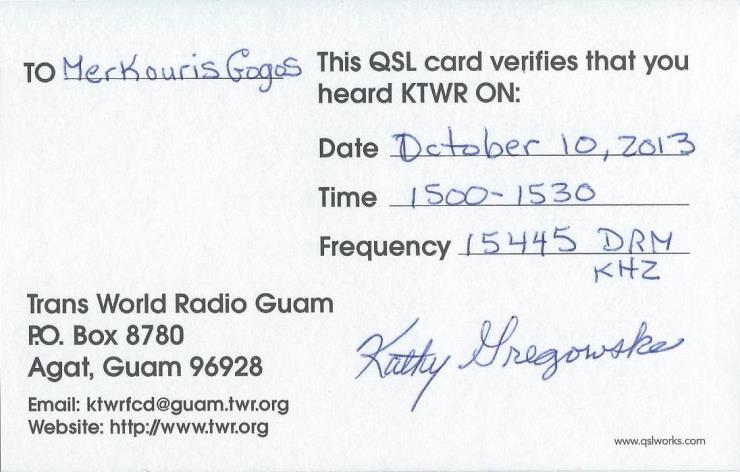 TO Merkouris Gogos
This QSL card verifies that you
heard KTWR ON:
Date October 10, 2013
Time 1500-1530
Frequency 15445 DRM
KHZ
Trans World Radio Guam
P.O. Box 8780
Agat, Guam 96928
Email: ktwrfcd@guam.twr.org
Website: http://www.twr.org
Kathy Gregowske
www.qslworks.com